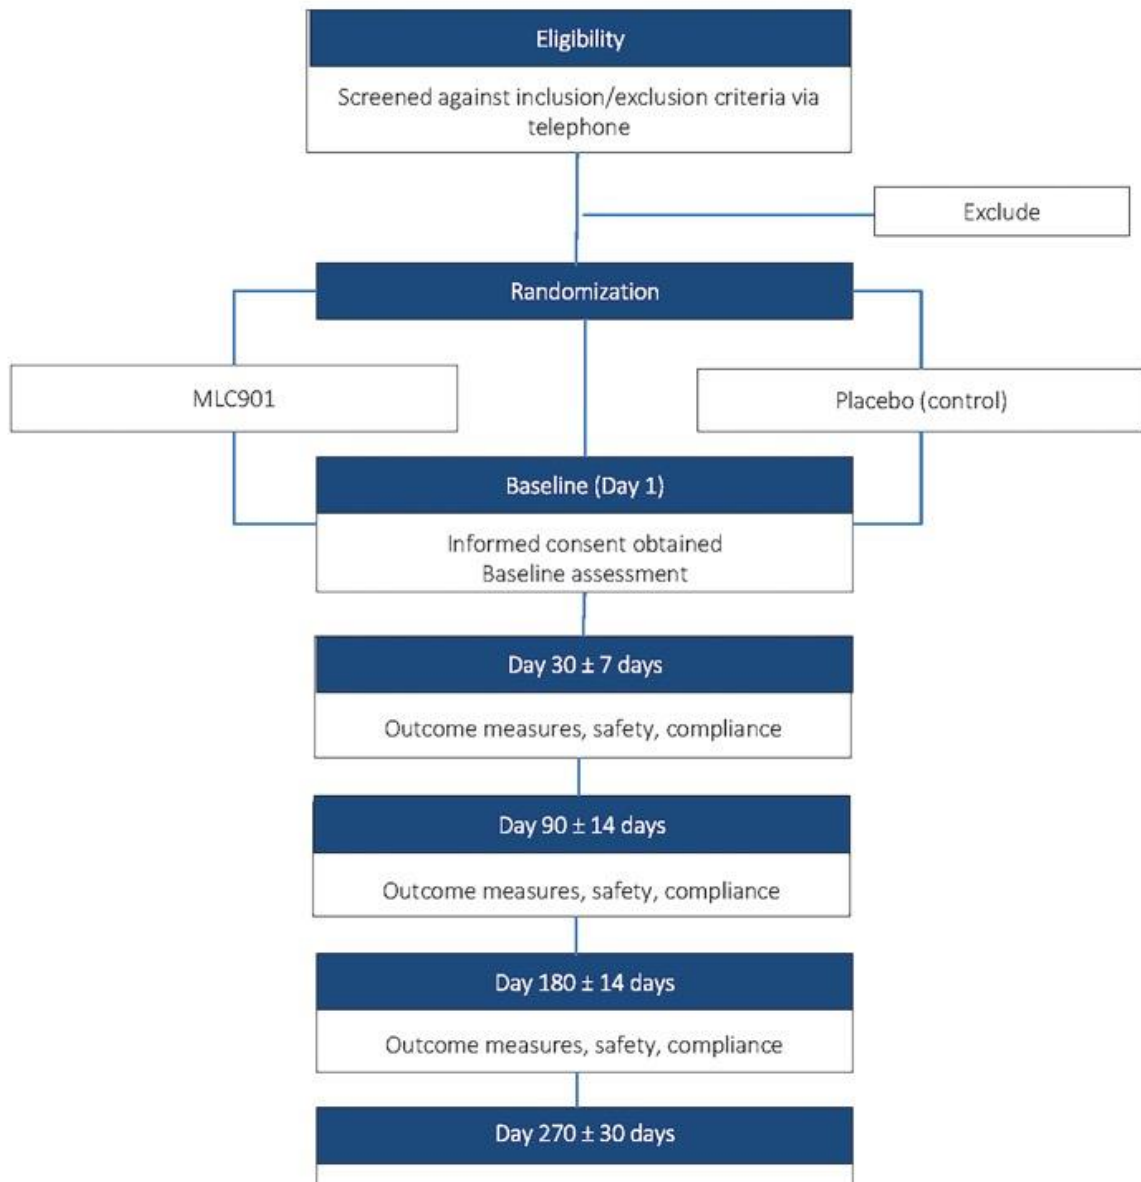 Eligibility
Screened against inclusion/exclusion criteria via
telephone
Exclude
Randomization
MLC901
Placebo (control)
Baseline (Day 1)
Informed consent obtained
Baseline assessment
Day 30 ± 7 days
Outcome measures, safety, compliance
Day 90 ± 14 days
Outcome measures, safety, compliance
Day 180 ± 14 days
Outcome measures, safety, compliance
Day 270 ± 30 days